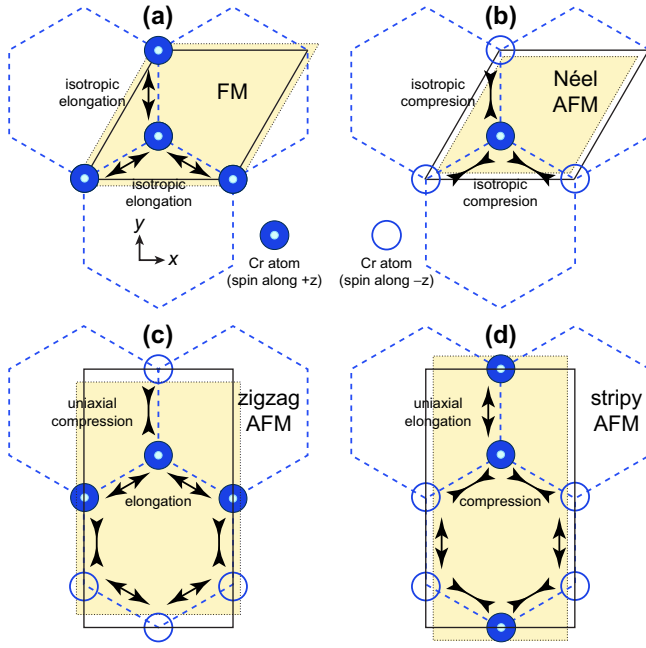 (a)
isotropic
elongation
FM
isotropic
elongation
(b)
isotropic
compresion
Néel
AFM
isotropic
compresion
y
x
Cr atom
(spin along +z)
Cr atom
(spin along −z)
(c)
uniaxial
compression
zigzag
AFM
elongation
(d)
uniaxial
elongation
stripy
AFM
compression